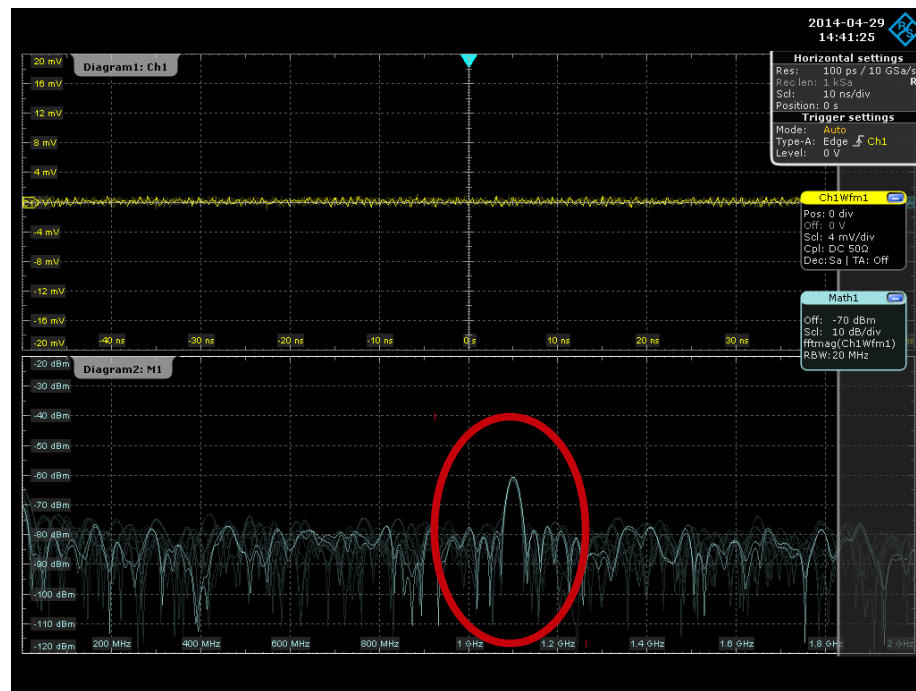 2014-04-29
14:41:25
Horizontal settings
Res: 100 ps / 10 GSa/s
Rec len: 1 kSa R
Scl: 10 ns/div
Position: 0 s
Trigger settings
Mode: Auto
Type-A: Edge Ch1
Level: 0 V
Diagram1: Ch1
20 mV
16 mV
12 mV
8 mV
4 mV
C1
-4 mV
-8 mV
-12 mV
-16 mV
-20 mV
-40 ns -30 ns -20 ns -10 ns 0 s 10 ns 20 ns 30 ns
Ch1Wfm1
Pos: 0 div
Off: 0 V
Scl: 4 mV/div
Cpl: DC 50Ω
Dec: Sa | TA: Off
Math1
Off: -70 dBm
Scl: 10 dB/div
fftmag(Ch1Wfm1)
RBW: 20 MHz
Diagram2: M1
-20 dBm
-30 dBm
-40 dBm
-50 dBm
-60 dBm
-70 dBm
-80 dBm
-90 dBm
-100 dBm
-110 dBm
-120 dBm
200 MHz 400 MHz 600 MHz 800 MHz 1 GHz 1.2 GHz 1.4 GHz 1.6 GHz 1.8 GHz 2 GHz